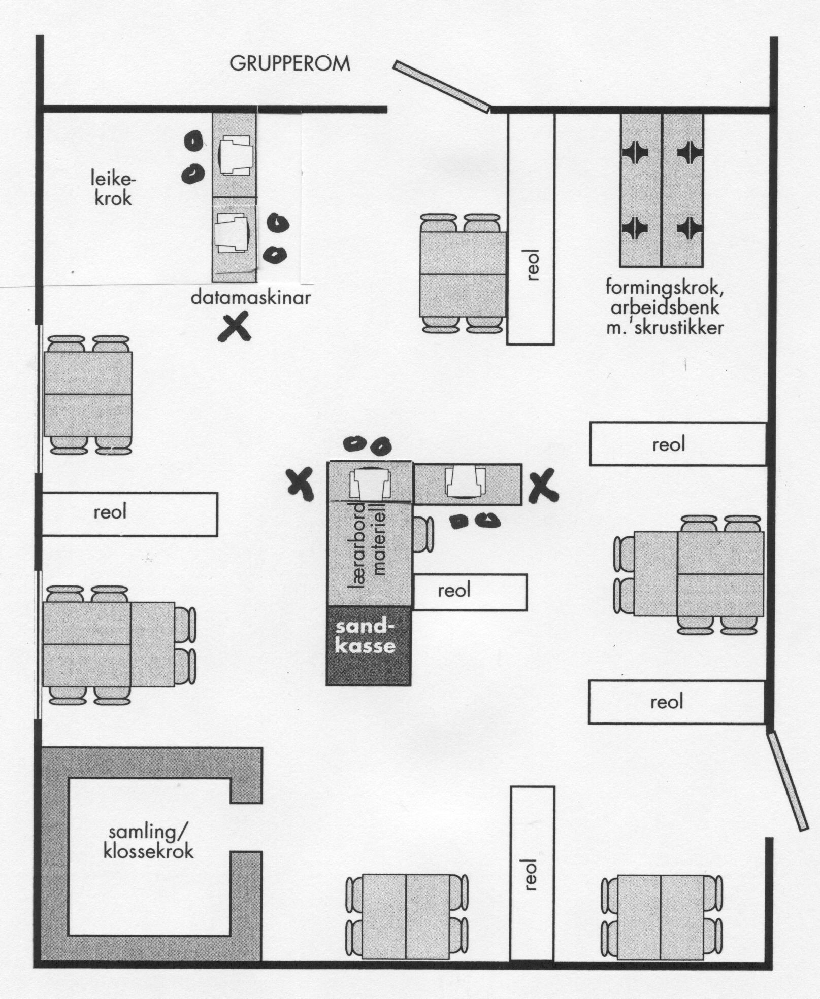 GRUPPEROM
leike-
krok
datamaskinar
reol
formingskrok,
arbeidsbenk
m. skrustikker
reol
reol
lærarbord
materiell
reol
sand-
kasse
reol
samling/
klossekrok
reol